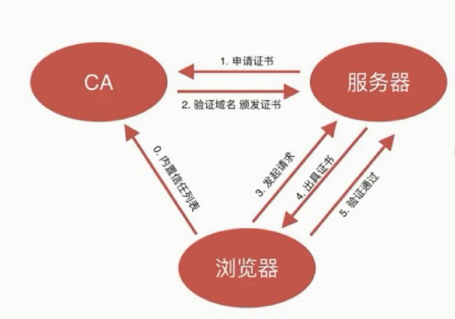 1. 申请证书
CA
服务器
2. 验证域名 颁发证书
0. 内置信任列表
3. 发起请求
4. 出具证书
5. 验证通过
浏览器